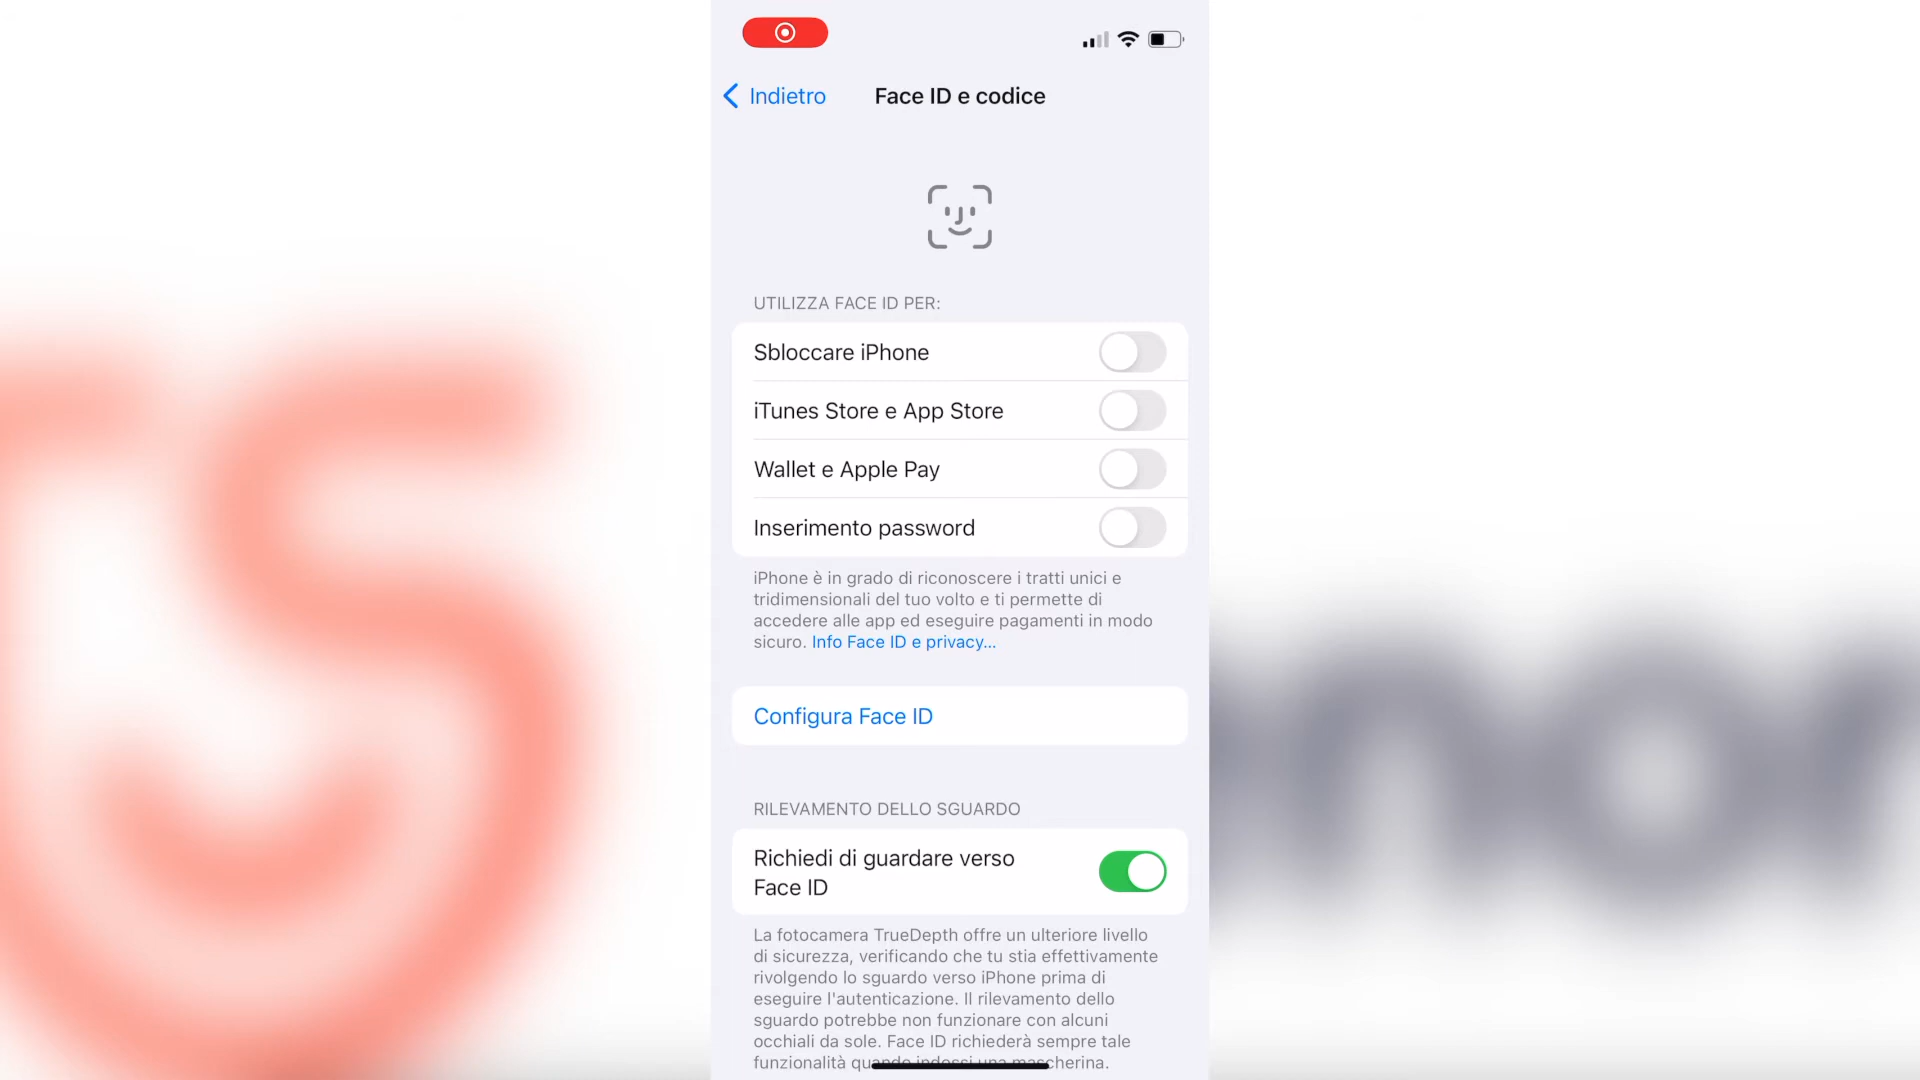 Indietro
Face ID e codice
UTILIZZA FACE ID PER:
Sbloccare iPhone
iTunes Store e App Store
Wallet e Apple Pay
Inserimento password
iPhone è in grado di riconoscere i tratti unici e
tridimensionali del tuo volto e ti permette di
accedere alle app ed eseguire pagamenti in modo
sicuro. Info Face ID e privacy...
Configura Face ID
RILEVAMENTO DELLO SGUARDO
Richiedi di guardare verso
Face ID
La fotocamera TrueDepth offre un ulteriore livello
di sicurezza, verificando che tu stia effettivamente
rivolgendo lo sguardo verso iPhone prima di
eseguire l'autenticazione. Il rilevamento dello
sguardo potrebbe non funzionare con alcuni
occhiali da sole. Face ID richiederà sempre tale
funzionalità quando indossi una mascherina.